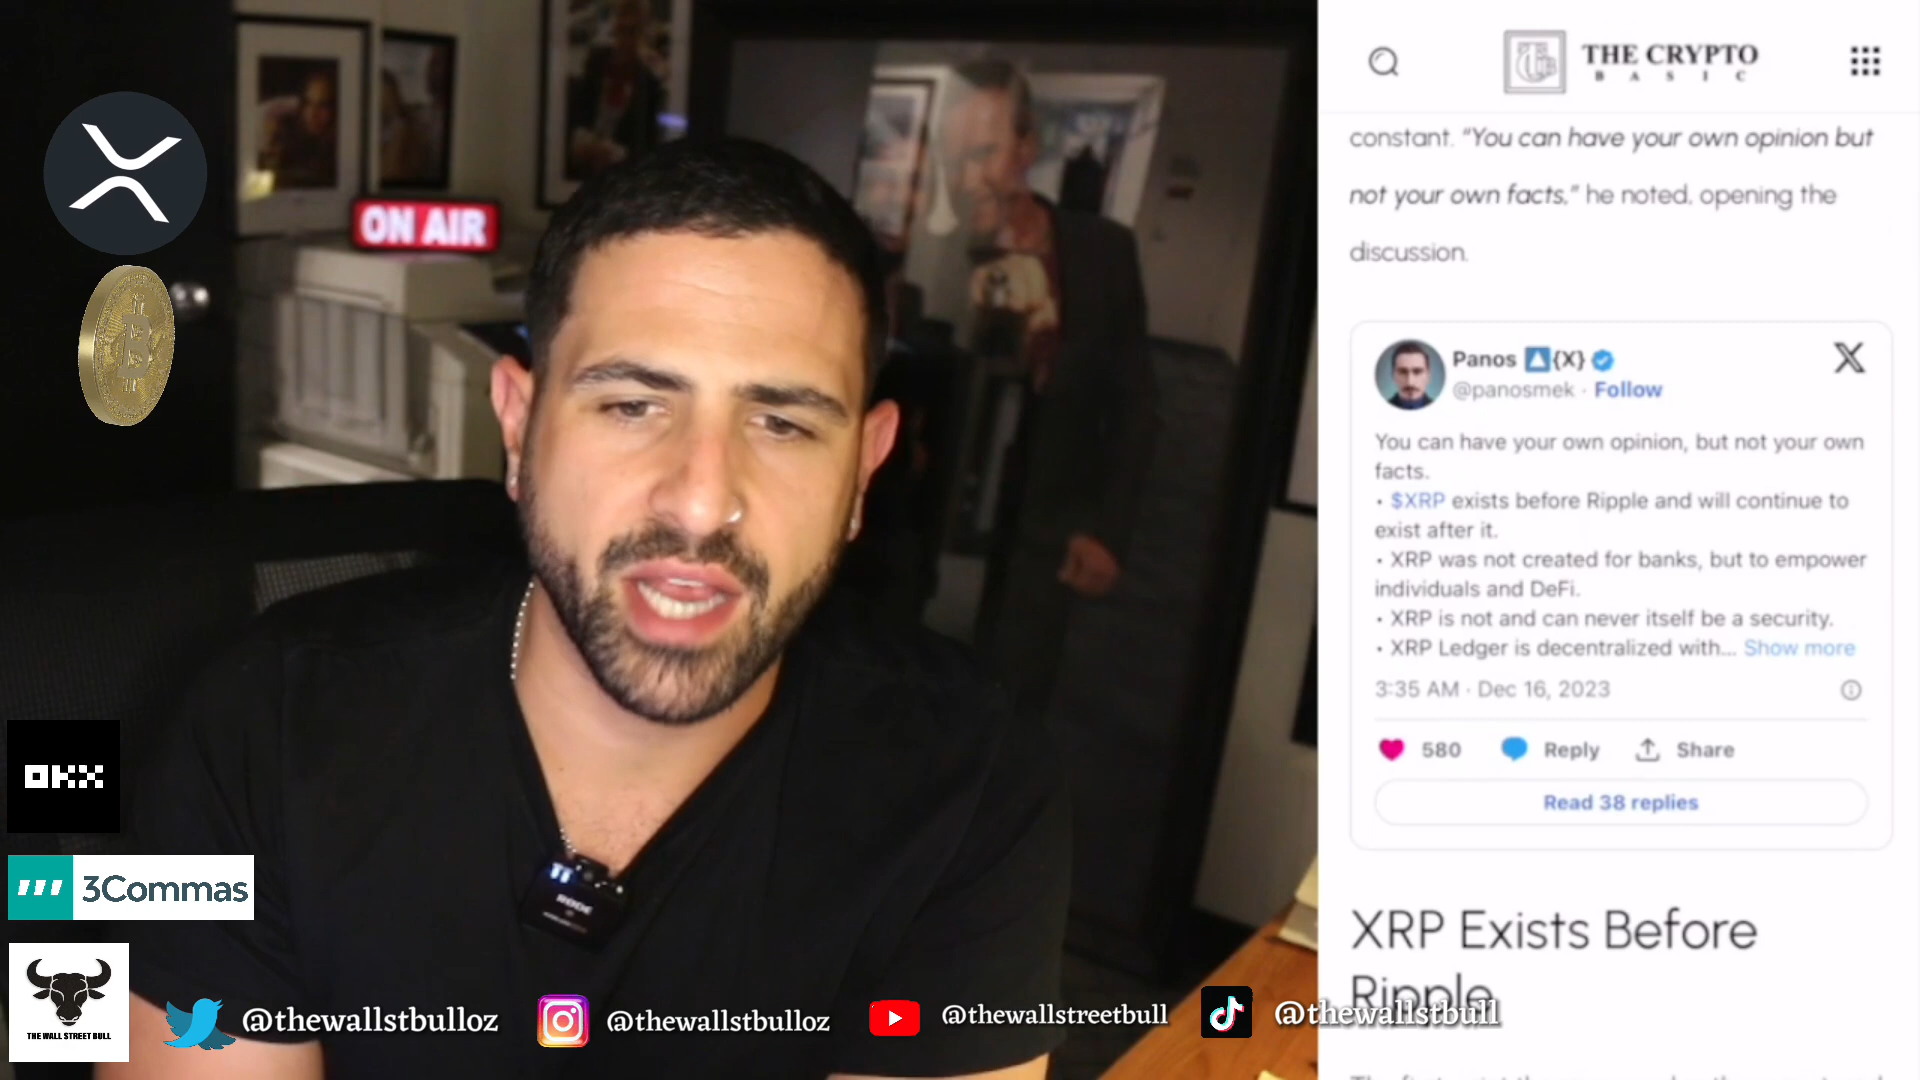 ON AIR
OKX
3Commas
THE WALL STREET BULL
RODE
@thewallstbulloz
@thewallstbulloz
@thewallstreetbull
@thewallstbull
THE CRYPTO
BASIC
constant. “You can have your own opinion but
not your own facts,” he noted, opening the
discussion.
Panos {X}
@panosmek · Follow
You can have your own opinion, but not your own
facts.
• $XRP exists before Ripple and will continue to
exist after it.
• XRP was not created for banks, but to empower
individuals and DeFi.
• XRP is not and can never itself be a security.
• XRP Ledger is decentralized with... Show more
3:35 AM · Dec 16, 2023
580 Reply Share
Read 38 replies
XRP Exists Before
Ripple